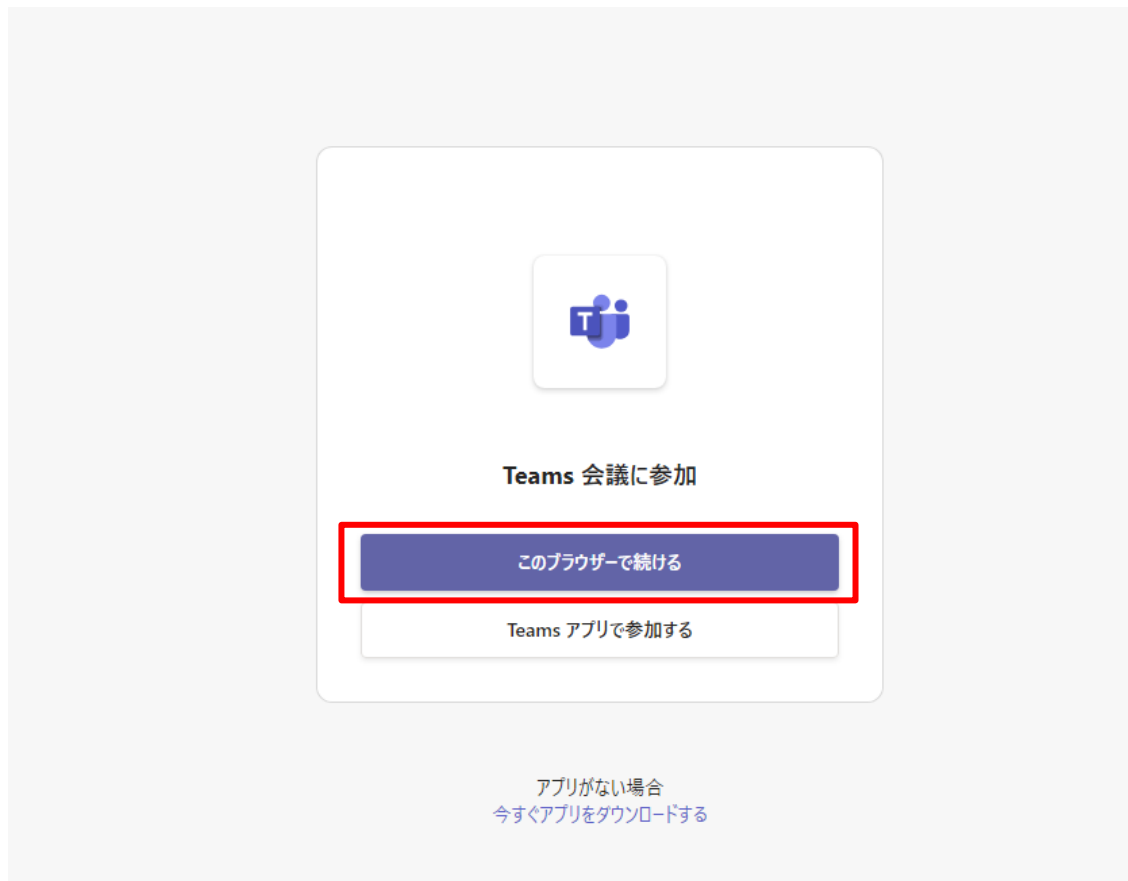 T
Teams 会議に参加
このブラウザーで続ける
Teams アプリで参加する
アプリがない場合
今すぐアプリをダウンロードする